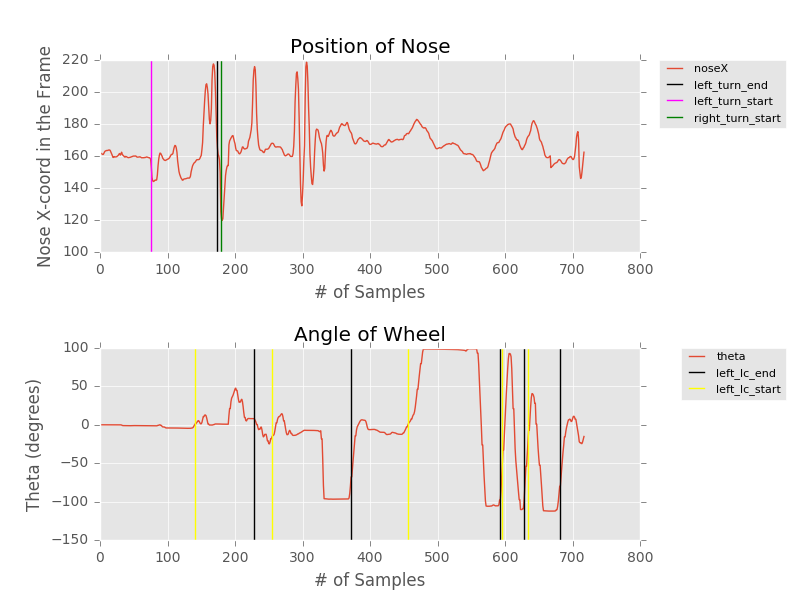 Position of Nose
220
200
180
160
140
120
100
Nose X-coord in the Frame
0 100 200 300 400 500 600 700 800
# of Samples
noseX
left_turn_end
left_turn_start
right_turn_start
Angle of Wheel
100
50
0
−50
−100
−150
Theta (degrees)
0 100 200 300 400 500 600 700 800
# of Samples
theta
left_lc_end
left_lc_start